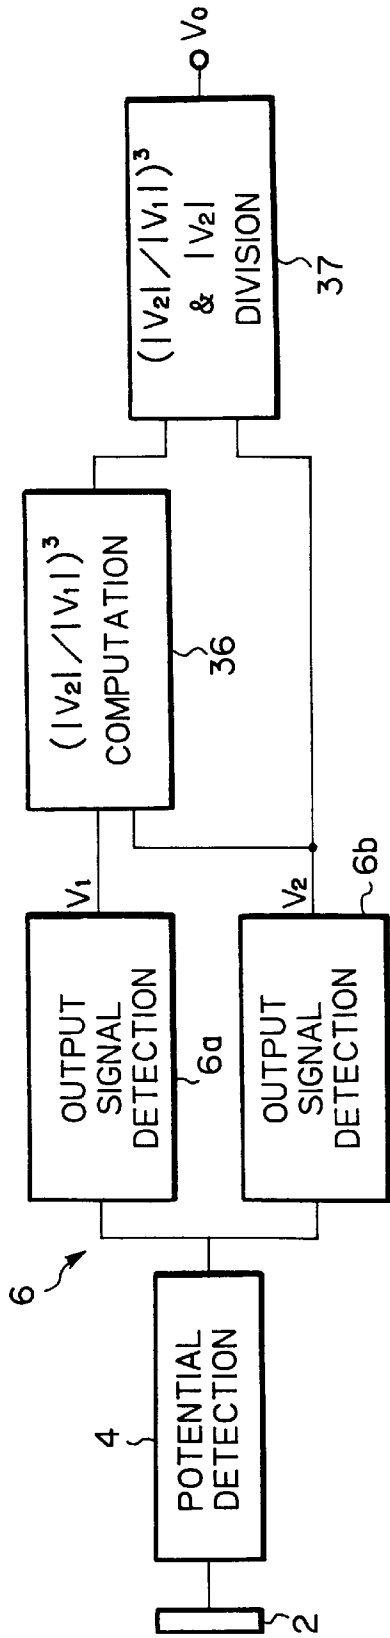 2
4
POTENTIAL
DETECTION
6
OUTPUT
SIGNAL
DETECTION
6a
V₁
OUTPUT
SIGNAL
DETECTION
6b
V₂
(|V₂|/|V₁|)³
COMPUTATION
36
(|V₂|/|V₁|)³
& |V₂|
DIVISION
37
V₀